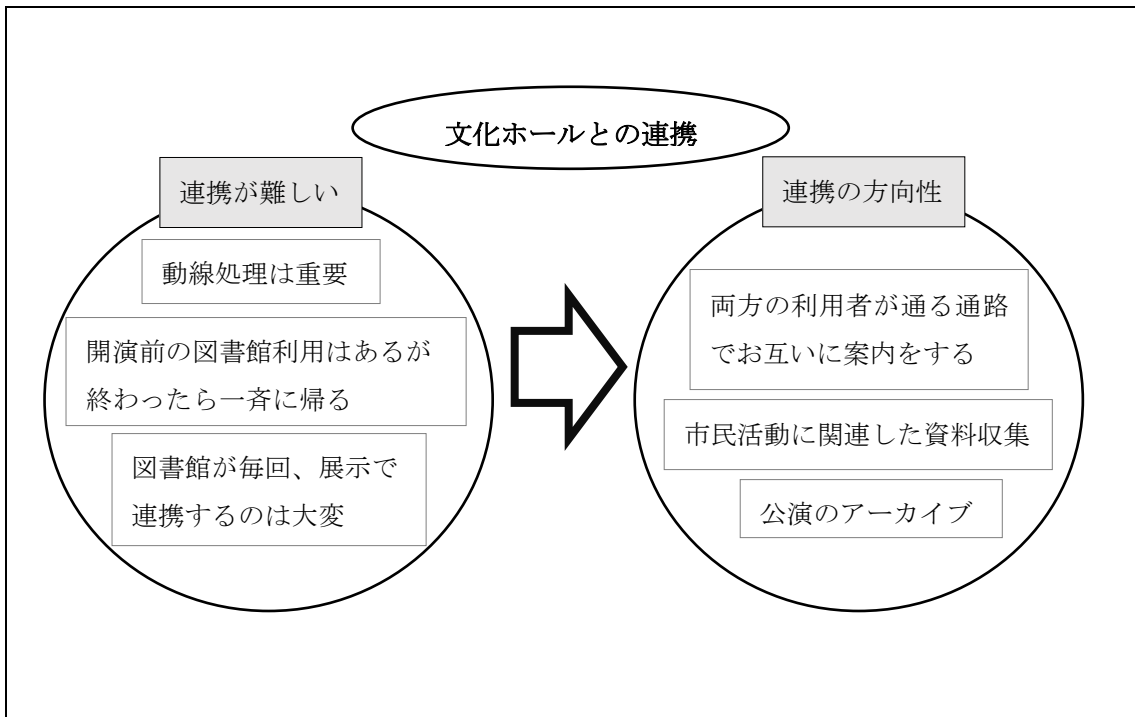 文化ホールとの連携
連携が難しい
動線処理は重要
開演前の図書館利用はあるが
終わったら一斉に帰る
図書館が毎回、展示で
連携するのは大変
連携の方向性
両方の利用者が通る通路
でお互いに案内をする
市民活動に関連した資料収集
公演のアーカイブ